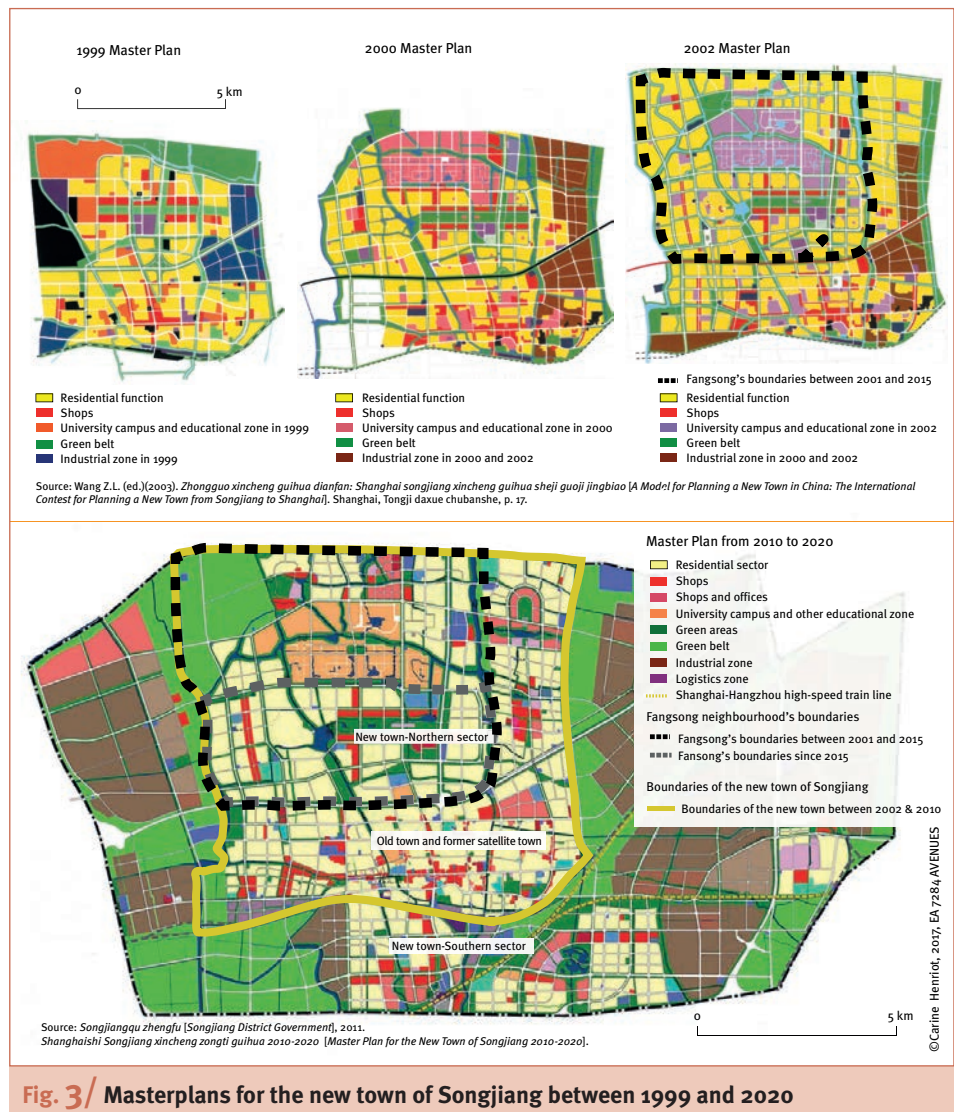 1999 Master Plan
2000 Master Plan
2002 Master Plan
0 5 km
Fangsong's boundaries between 2001 and 2015
Residential function
Shops
University campus and educational zone in 1999
Green belt
Industrial zone in 1999
Residential function
Shops
University campus and educational zone in 2000
Green belt
Industrial zone in 2000 and 2002
Residential function
Shops
University campus and educational zone in 2002
Green belt
Industrial zone in 2000 and 2002
Source: Wang Z.L. (ed.)(2003). Zhongguo xincheng guihua dianfan: Shanghai songjiang xincheng guihua sheji guoji jingbiao [A Model for Planning a New Town in China: The International
Contest for Planning a New Town from Songjiang to Shanghai]. Shanghai, Tongji daxue chubanshe, p. 17.
Master Plan from 2010 to 2020
Residential sector
Shops
Shops and offices
University campus and other educational zone
Green areas
Green belt
Industrial zone
Logistics zone
Shanghai-Hangzhou high-speed train line
Fangsong neighbourhood's boundaries
Fangsong's boundaries between 2001 and 2015
Fansong's boundaries since 2015
Boundaries of the new town of Songjiang
Boundaries of the new town between 2002 & 2010
New town-Northern sector
Old town and former satellite town
New town-Southern sector
0 5 km
Source: Songjiangqu zhengfu [Songjiang District Government], 2011.
Shanghaishi Songjiang xincheng zongti guihua 2010-2020 [Master Plan for the New Town of Songjiang 2010-2020].
©Carine Henriot, 2017, EA 7284 AVENUES
Fig. 3/ Masterplans for the new town of Songjiang between 1999 and 2020